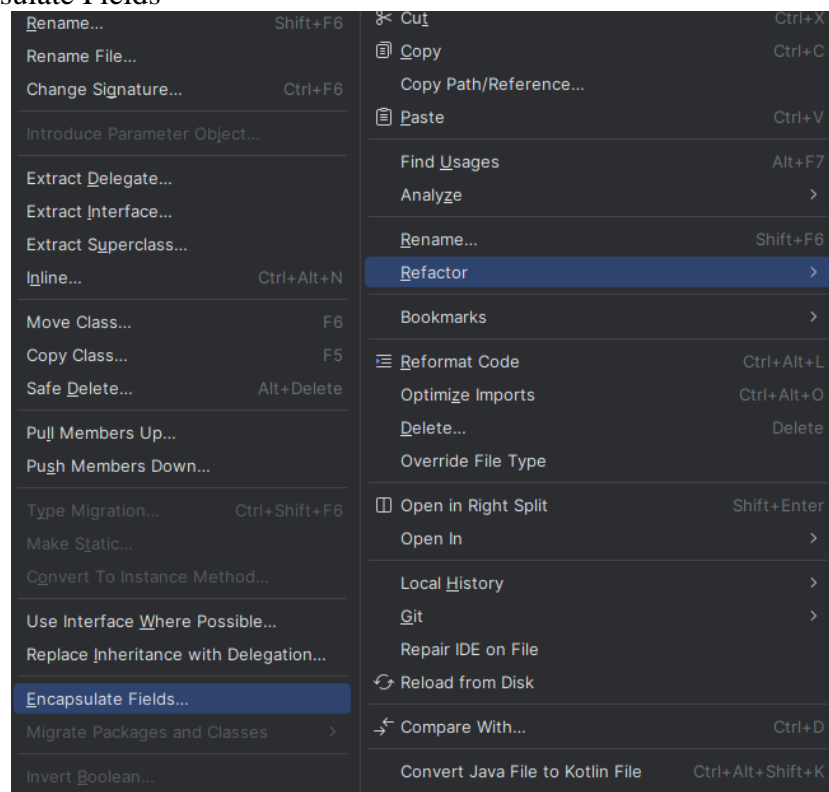 sulate Fields
Rename... Shift+F6
Rename File...
Change Signature... Ctrl+F6
Introduce Parameter Object...
Extract Delegate...
Extract Interface...
Extract Superclass...
Inline... Ctrl+Alt+N
Move Class... F6
Copy Class... F5
Safe Delete... Alt+Delete
Pull Members Up...
Push Members Down...
Type Migration... Ctrl+Shift+F6
Make Static...
Convert To Instance Method...
Use Interface Where Possible...
Replace Inheritance with Delegation...
Encapsulate Fields...
Migrate Packages and Classes >
Invert Boolean...
Cut Ctrl+X
Copy Ctrl+C
Copy Path/Reference...
Paste Ctrl+V
Find Usages Alt+F7
Analyze >
Rename... Shift+F6
Refactor >
Bookmarks >
Reformat Code Ctrl+Alt+L
Optimize Imports Ctrl+Alt+O
Delete... Delete
Override File Type
Open in Right Split Shift+Enter
Open In >
Local History >
Git >
Repair IDE on File
Reload from Disk
Compare With... Ctrl+D
Convert Java File to Kotlin File Ctrl+Alt+Shift+K